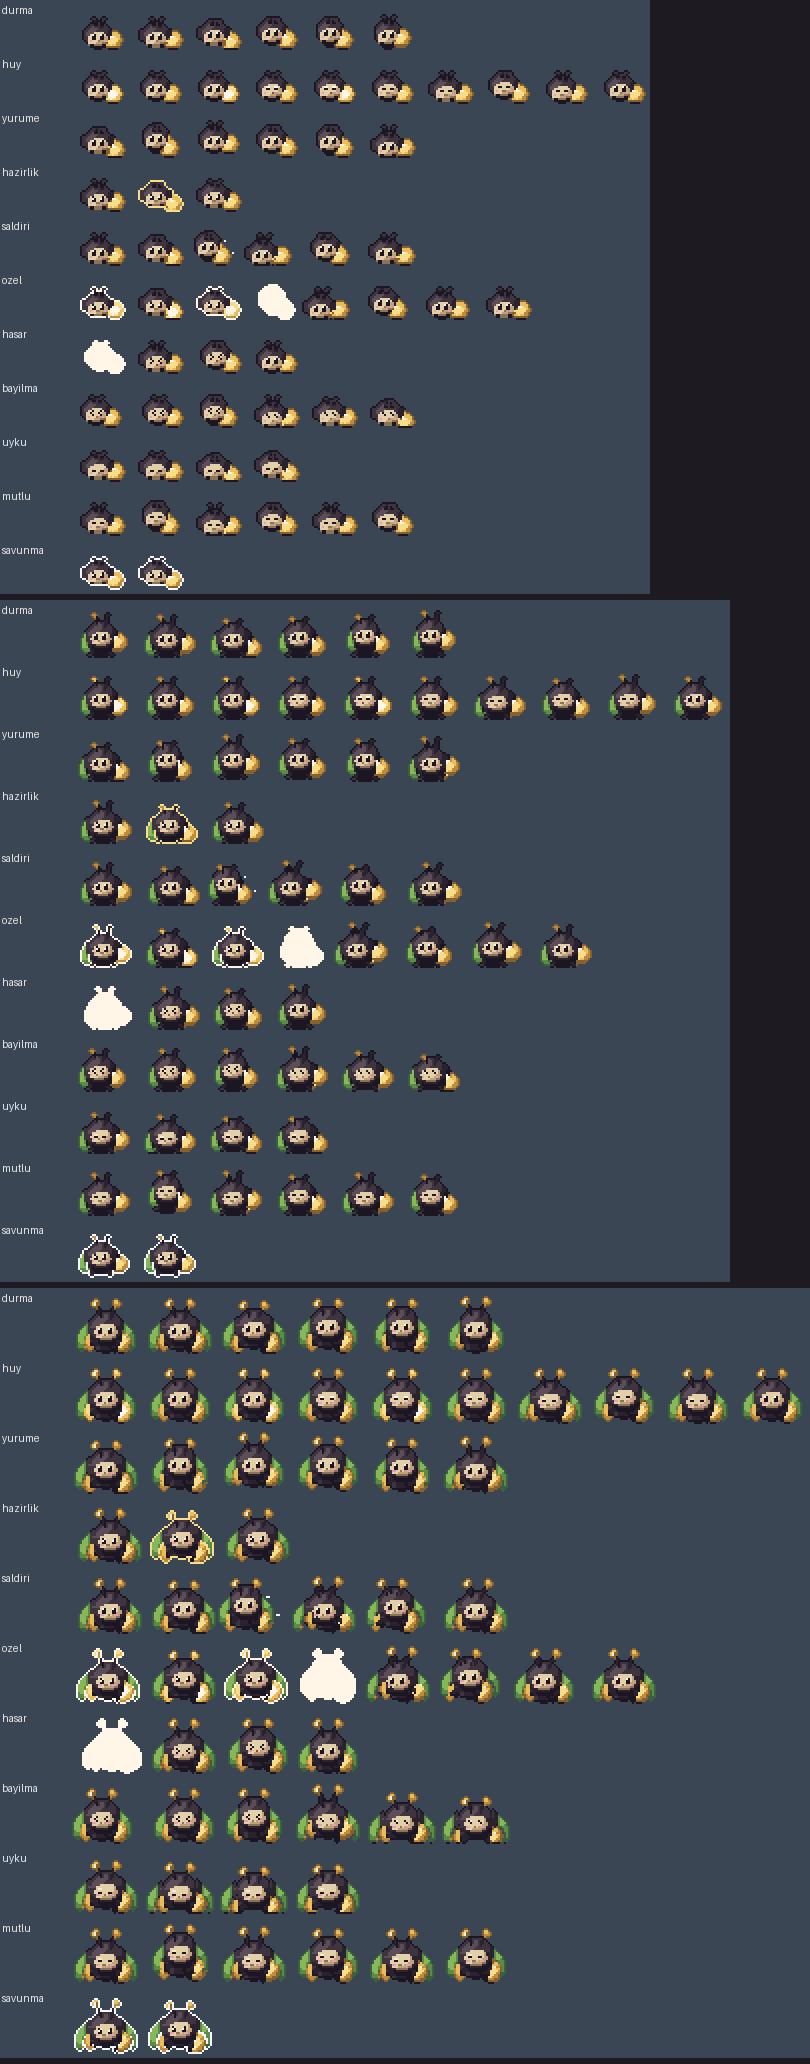 durma
huy
yurume
hazirlik
saldiri
ozel
hasar
bayilma
uyku
mutlu
savunma
durma
huy
yurume
hazirlik
saldiri
ozel
hasar
bayilma
uyku
mutlu
savunma
durma
huy
yurume
hazirlik
saldiri
ozel
hasar
bayilma
uyku
mutlu
savunma